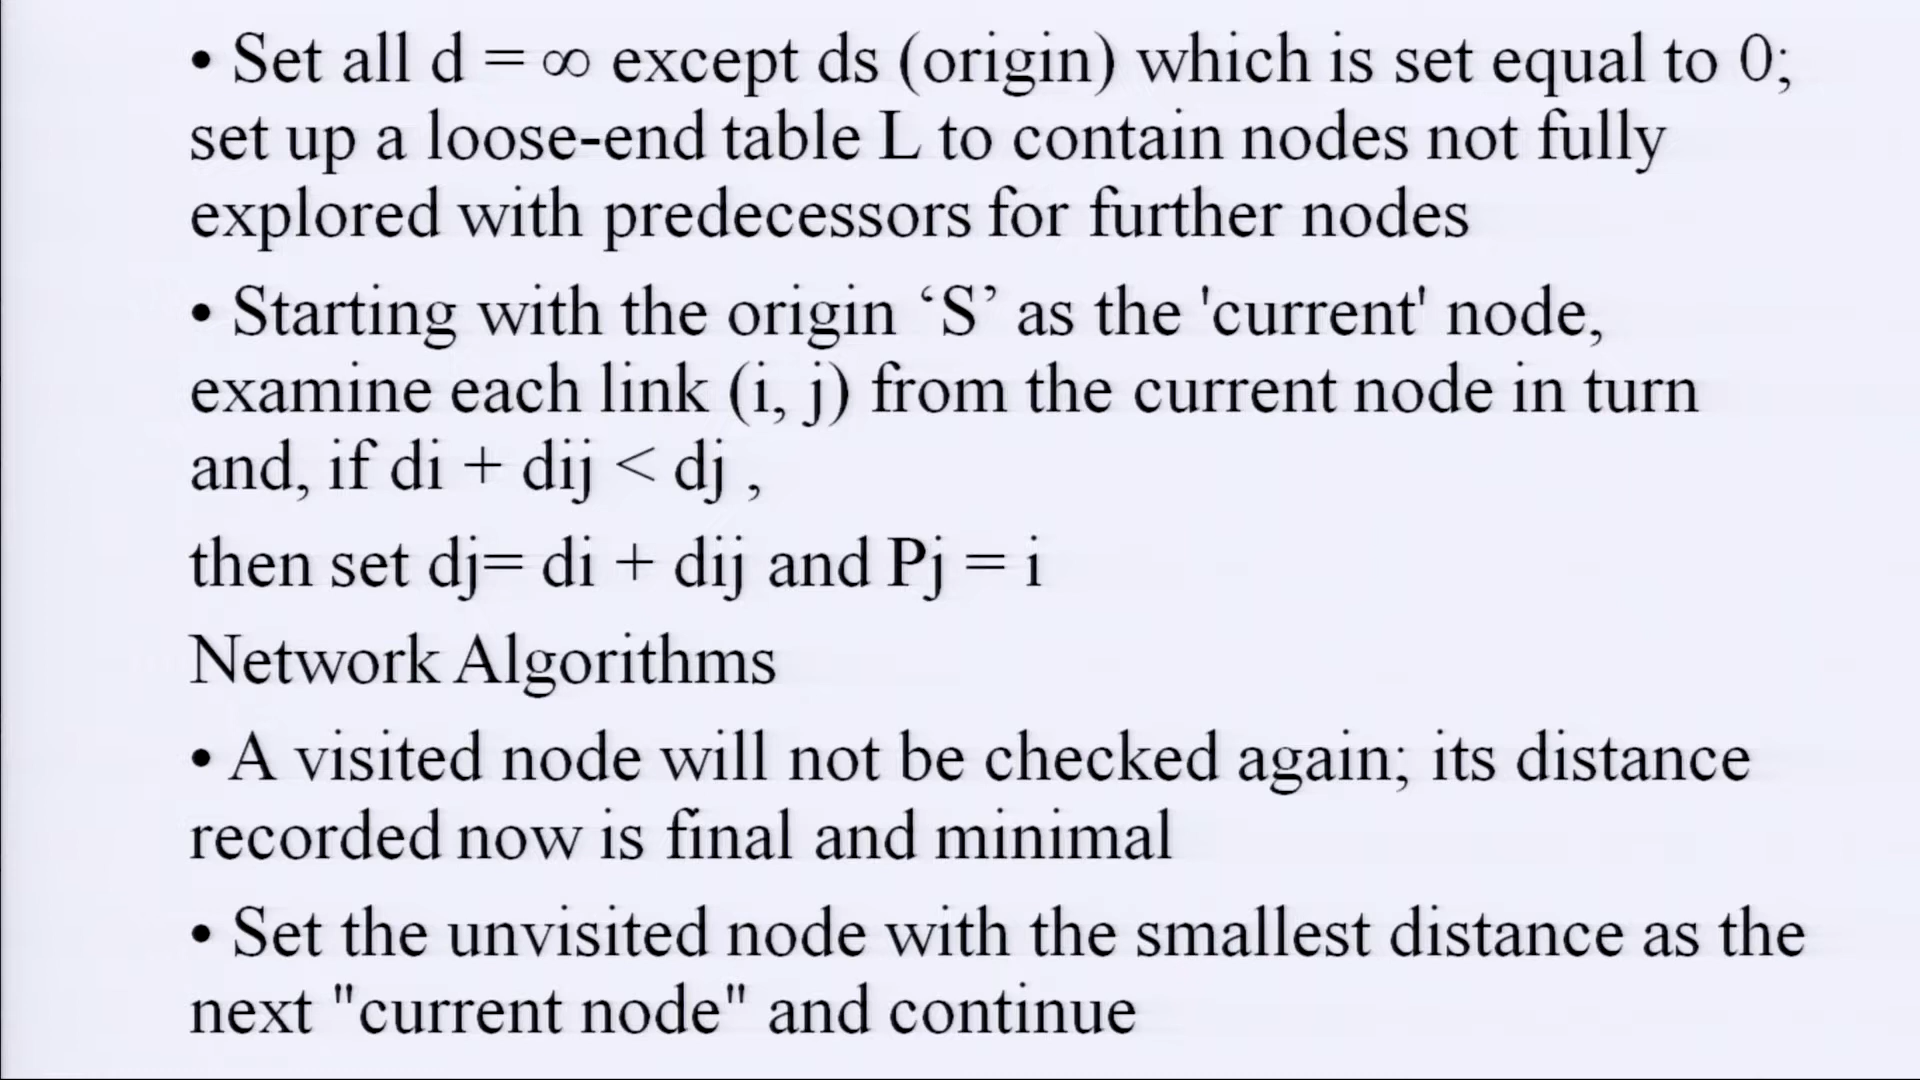 • Set all d = ∞ except ds (origin) which is set equal to 0;
set up a loose-end table L to contain nodes not fully
explored with predecessors for further nodes
• Starting with the origin ‘S’ as the 'current' node,
examine each link (i, j) from the current node in turn
and, if di + dij < dj ,
then set dj= di + dij and Pj = i
Network Algorithms
• A visited node will not be checked again; its distance
recorded now is final and minimal
• Set the unvisited node with the smallest distance as the
next "current node" and continue